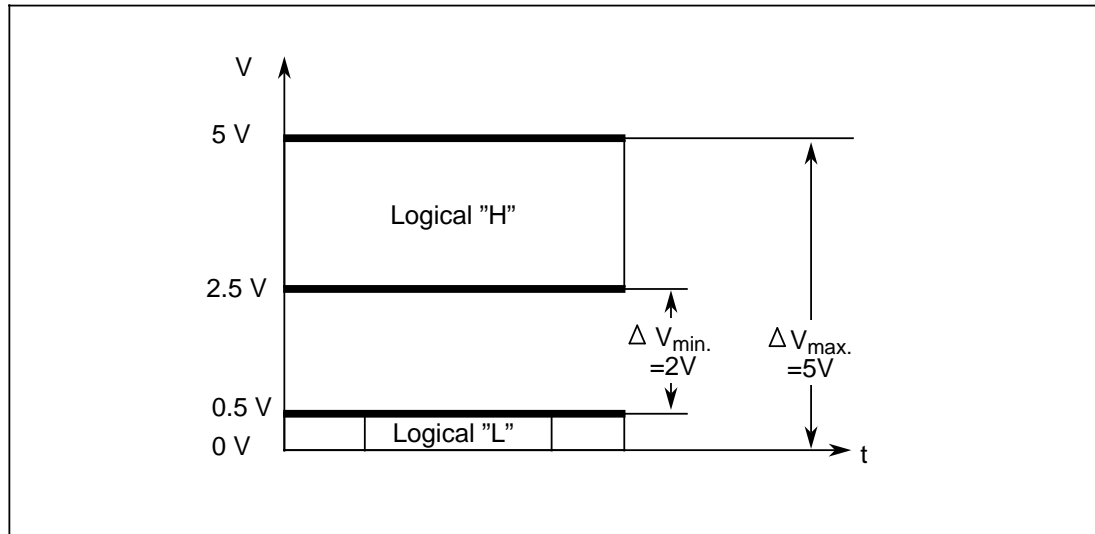 V
5 V
Logical ”H”
2.5 V
Δ Vmin.
=2V
Δ Vmax.
=5V
0.5 V
Logical ”L”
0 V
t